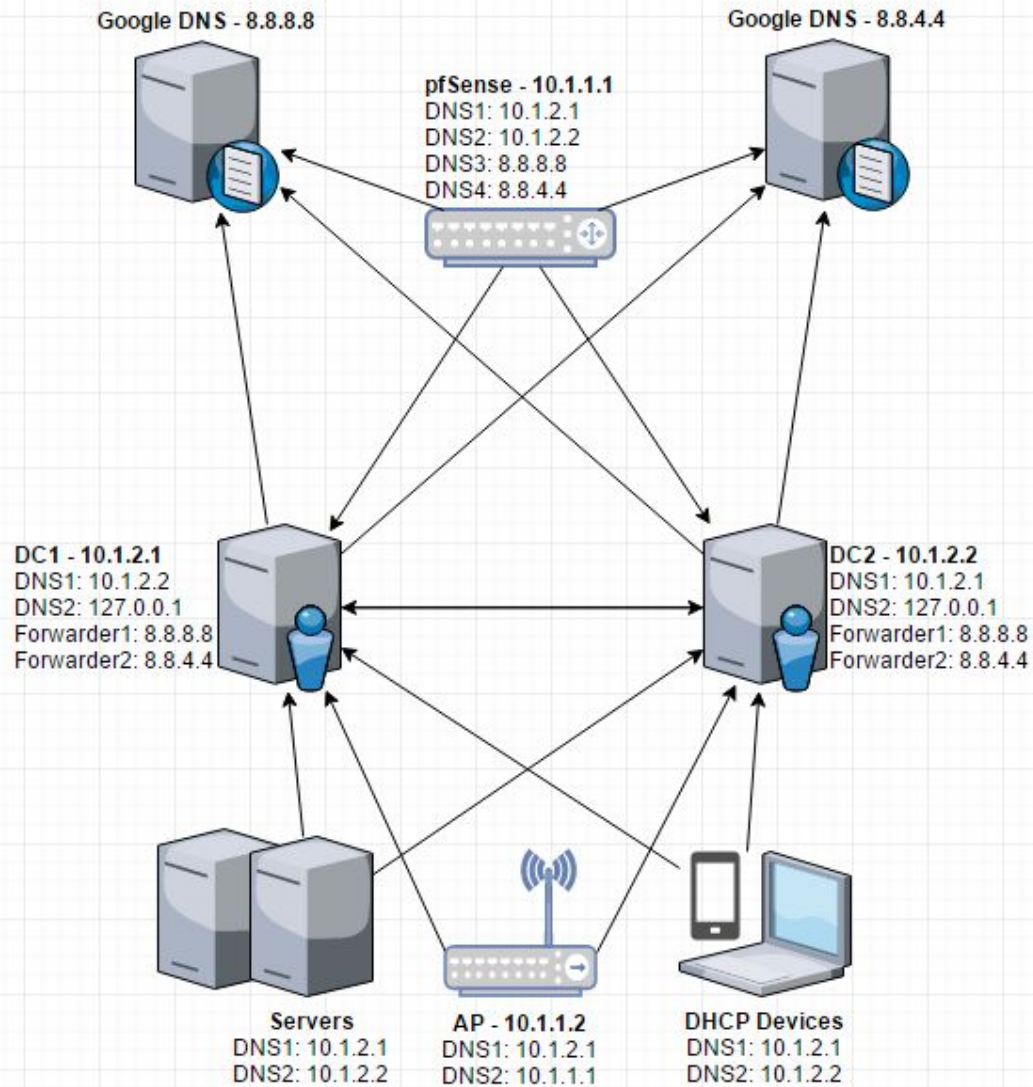 Google DNS - 8.8.8.8
Google DNS - 8.8.4.4
pfSense - 10.1.1.1
DNS1: 10.1.2.1
DNS2: 10.1.2.2
DNS3: 8.8.8.8
DNS4: 8.8.4.4
DC1 - 10.1.2.1
DNS1: 10.1.2.2
DNS2: 127.0.0.1
Forwarder1: 8.8.8.8
Forwarder2: 8.8.4.4
DC2 - 10.1.2.2
DNS1: 10.1.2.1
DNS2: 127.0.0.1
Forwarder1: 8.8.8.8
Forwarder2: 8.8.4.4
Servers
DNS1: 10.1.2.1
DNS2: 10.1.2.2
AP - 10.1.1.2
DNS1: 10.1.2.1
DNS2: 10.1.1.1
DHCP Devices
DNS1: 10.1.2.1
DNS2: 10.1.2.2